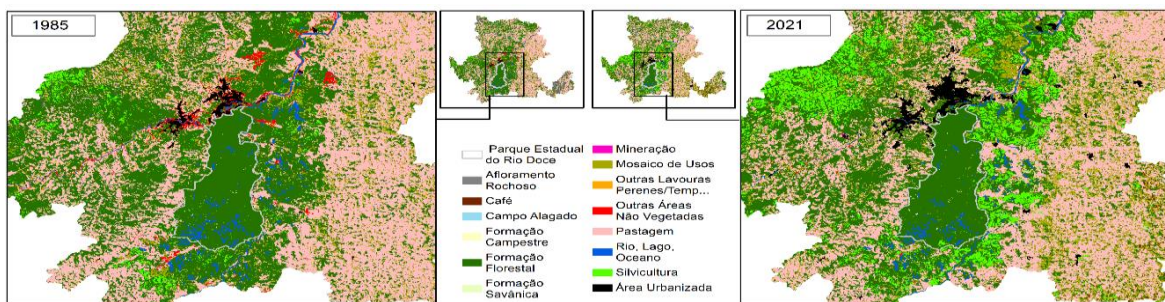 1985
2021
Parque Estadual
do Rio Doce
Afloramento
Rochoso
Café
Campo Alagado
Formação
Campestre
Formação
Florestal
Formação
Savânica
Mineração
Mosaico de Usos
Outras Lavouras
Perenes/Temp...
Outras Áreas
Não Vegetadas
Pastagem
Rio, Lago,
Oceano
Silvicultura
Área Urbanizada